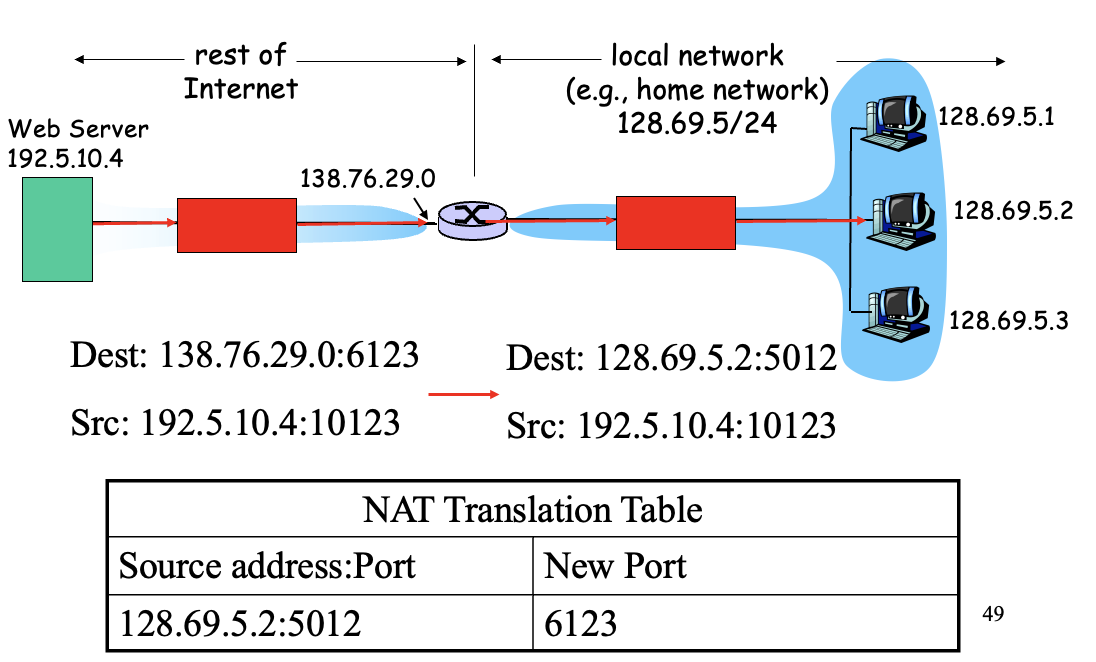 rest of
Internet
local network
(e.g., home network)
128.69.5/24
Web Server
192.5.10.4
138.76.29.0
128.69.5.1
128.69.5.2
128.69.5.3
Dest: 138.76.29.0:6123
Src: 192.5.10.4:10123
Dest: 128.69.5.2:5012
Src: 192.5.10.4:10123
NAT Translation Table
Source address:Port New Port
128.69.5.2:5012 6123
49